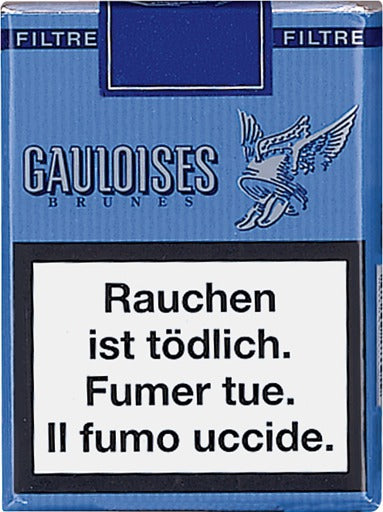 FILTRE FILTRE
GAULOISES
BRUNES
Rauchen
ist tödlich.
Fumer tue.
Il fumo uccide.